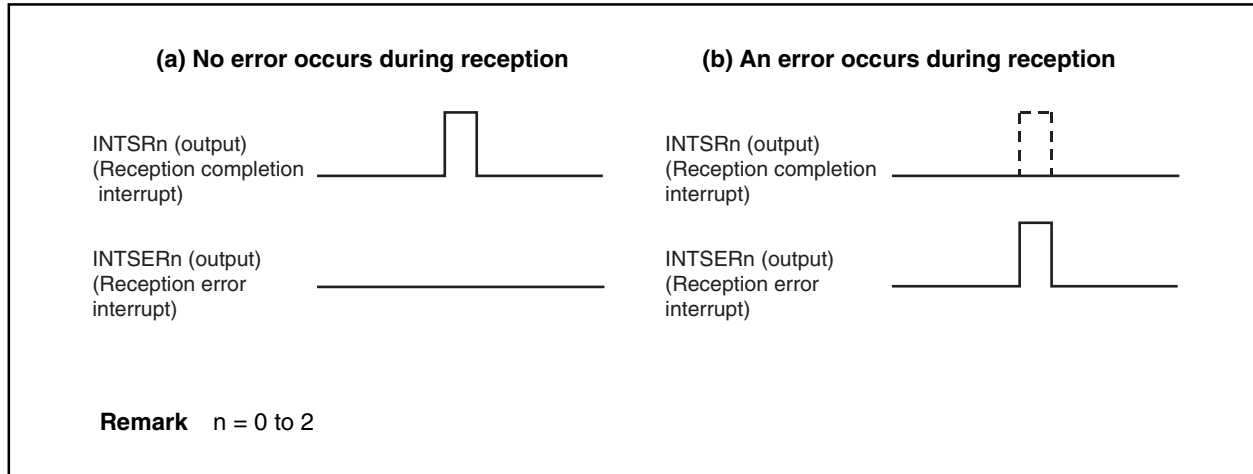 (a) No error occurs during reception
INTSRn (output)
(Reception completion
interrupt)
INTSERn (output)
(Reception error
interrupt)
(b) An error occurs during reception
INTSRn (output)
(Reception completion
interrupt)
INTSERn (output)
(Reception error
interrupt)
Remark n = 0 to 2